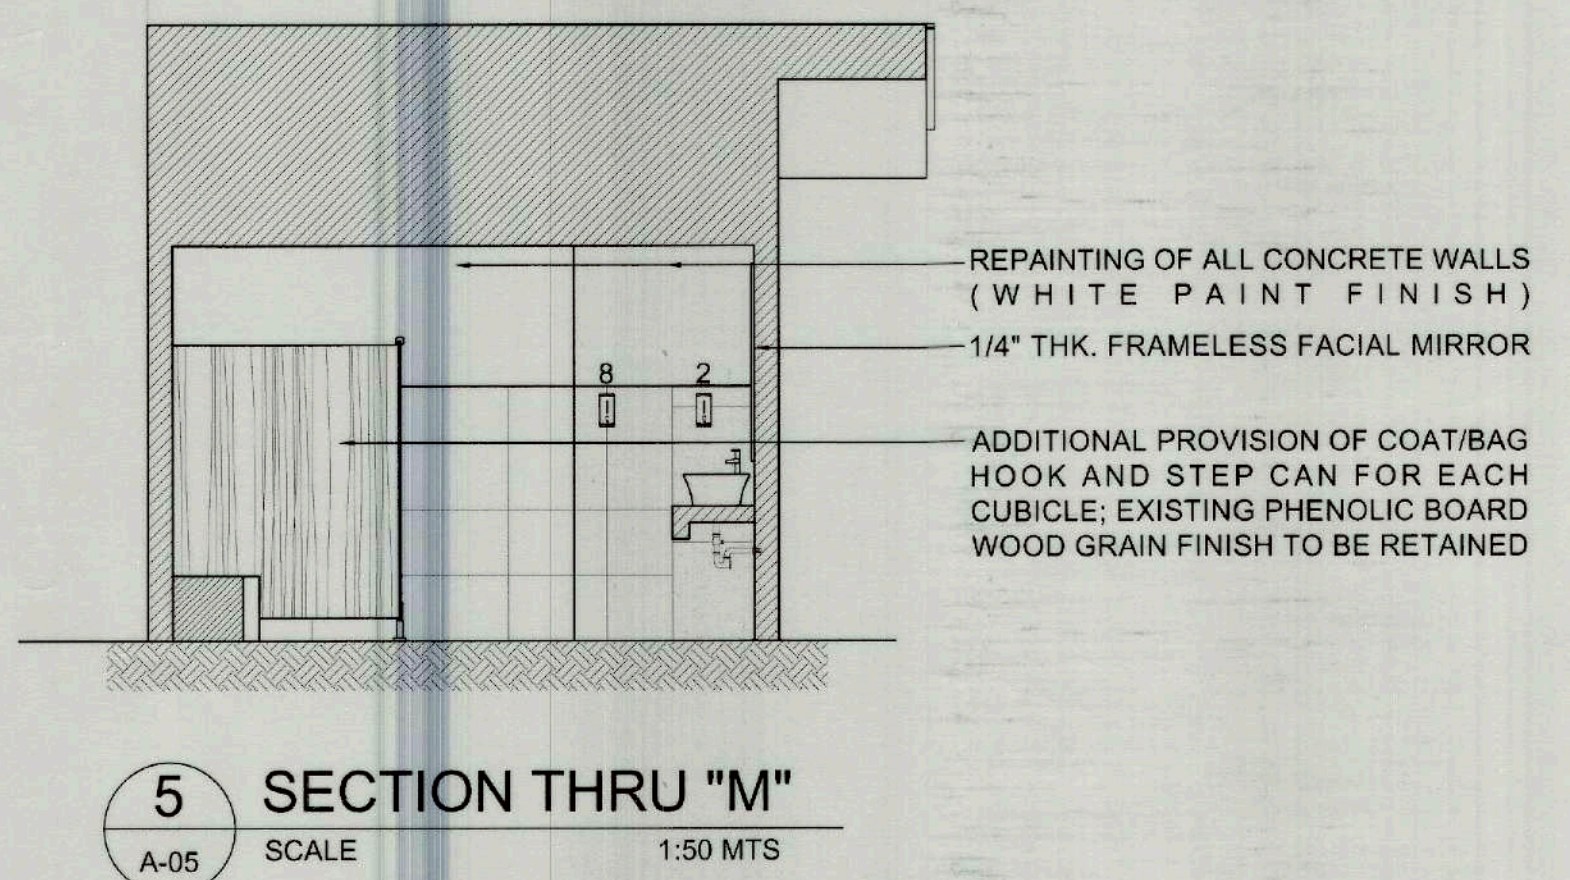 REPAINTING OF ALL CONCRETE WALLS
(WHITE PAINT FINISH)
1/4" THK. FRAMELESS FACIAL MIRROR
8 2
ADDITIONAL PROVISION OF COAT/BAG
HOOK AND STEP CAN FOR EACH
CUBICLE; EXISTING PHENOLIC BOARD
WOOD GRAIN FINISH TO BE RETAINED
5 SECTION THRU "M"
A-05 SCALE 1:50 MTS